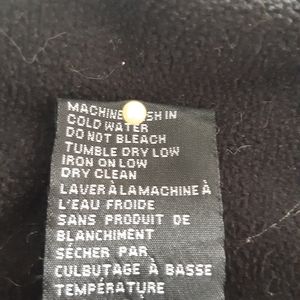 MACHINE SH IN
COLD WATER
DO NOT BLEACH
TUMBLE DRY LOW
IRON ON LOW
DRY CLEAN
LAVER À LA MACHINE À
L'EAU FROIDE
SANS PRODUIT DE
BLANCHIMENT
SÉCHER PAR
CULBUTAGE À BASSE
TEMPÉRATURE